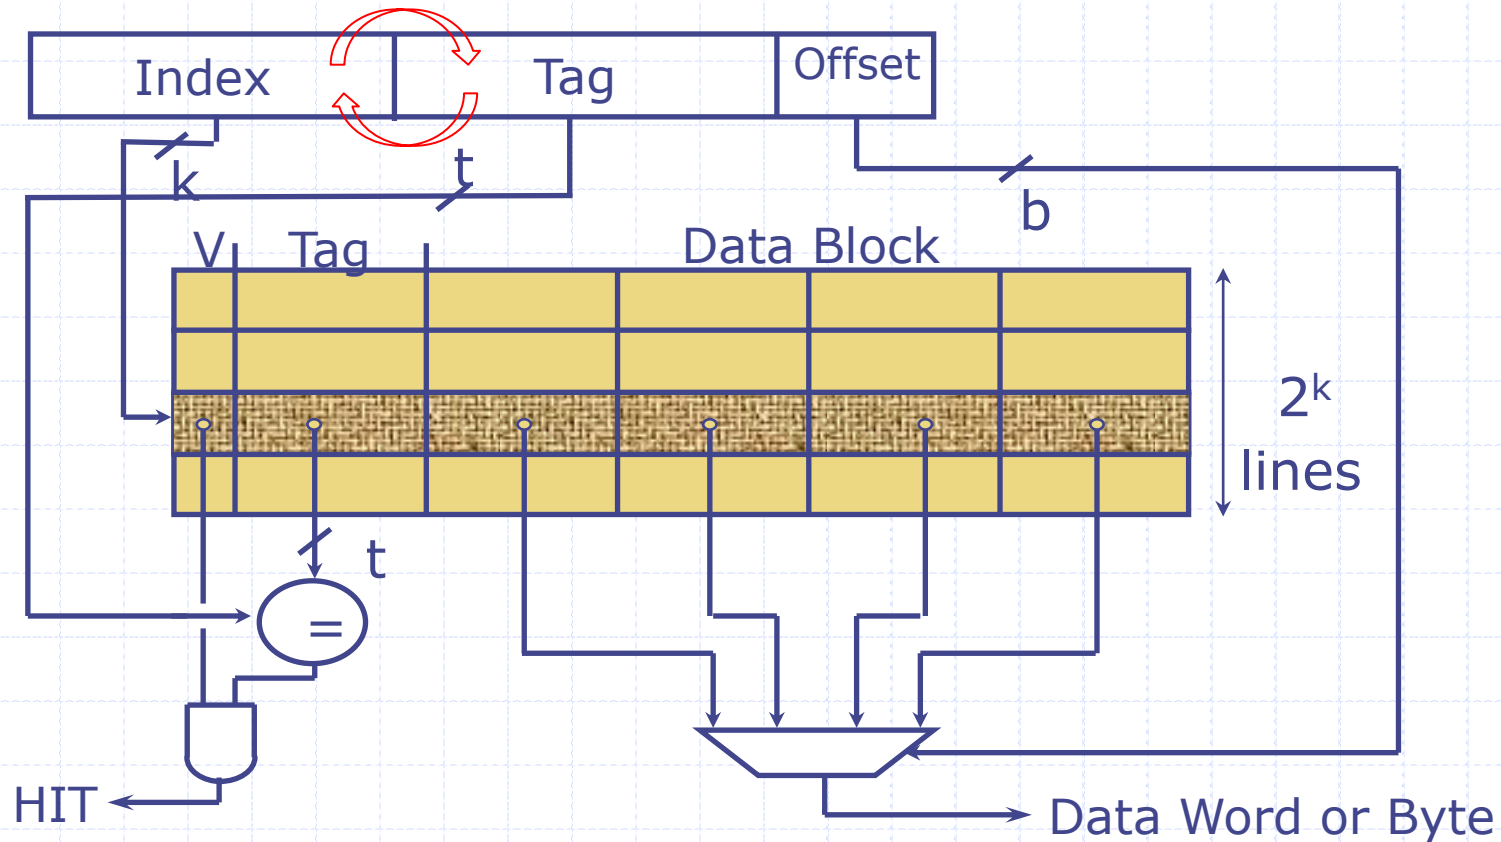 Index Tag Offset
k t
b
V Tag Data Block
2ᵏ
lines
t
=
HIT
Data Word or Byte